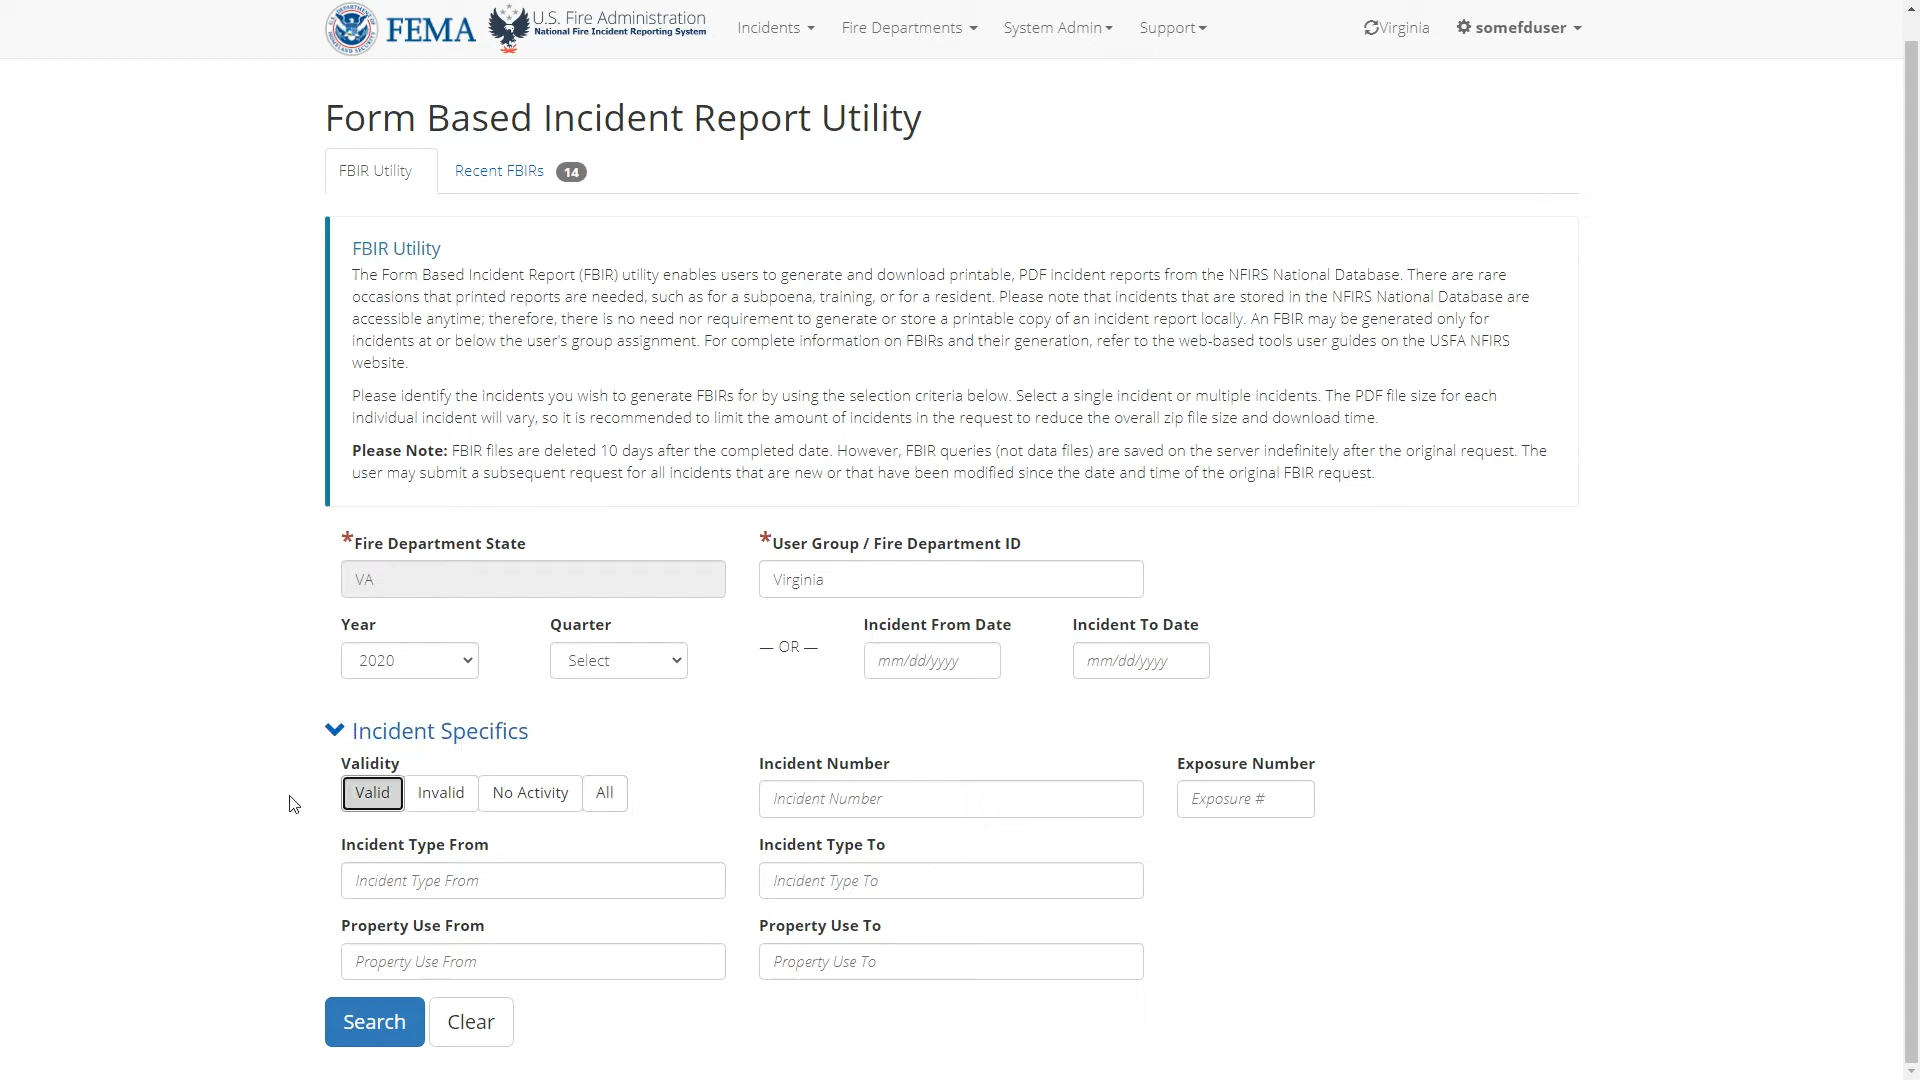 FEMA
U.S. Fire Administration
National Fire Incident Reporting System
Incidents
Fire Departments
System Admin
Support
Virginia
somefduser
Form Based Incident Report Utility
FBIR Utility
Recent FBIRs 14
FBIR Utility
The Form Based Incident Report (FBIR) utility enables users to generate and download printable, PDF incident reports from the NFIRS National Database. There are rare
occasions that printed reports are needed, such as for a subpoena, training, or for a resident. Please note that incidents that are stored in the NFIRS National Database are
accessible anytime; therefore, there is no need nor requirement to generate or store a printable copy of an incident report locally. An FBIR may be generated only for
incidents at or below the user's group assignment. For complete information on FBIRs and their generation, refer to the web-based tools user guides on the USFA NFIRS
website.
Please identify the incidents you wish to generate FBIRs for by using the selection criteria below. Select a single incident or multiple incidents. The PDF file size for each
individual incident will vary, so it is recommended to limit the amount of incidents in the request to reduce the overall zip file size and download time.
Please Note: FBIR files are deleted 10 days after the completed date. However, FBIR queries (not data files) are saved on the server indefinitely after the original request. The
user may submit a subsequent request for all incidents that are new or that have been modified since the date and time of the original FBIR request.
*Fire Department State
*User Group / Fire Department ID
VA
Virginia
Year
Quarter
— OR —
Incident From Date
Incident To Date
2020
Select
mm/dd/yyyy
mm/dd/yyyy
Incident Specifics
Validity
Incident Number
Exposure Number
Valid
Invalid
No Activity
All
Incident Number
Exposure #
Incident Type From
Incident Type To
Incident Type From
Incident Type To
Property Use From
Property Use To
Property Use From
Property Use To
Search
Clear